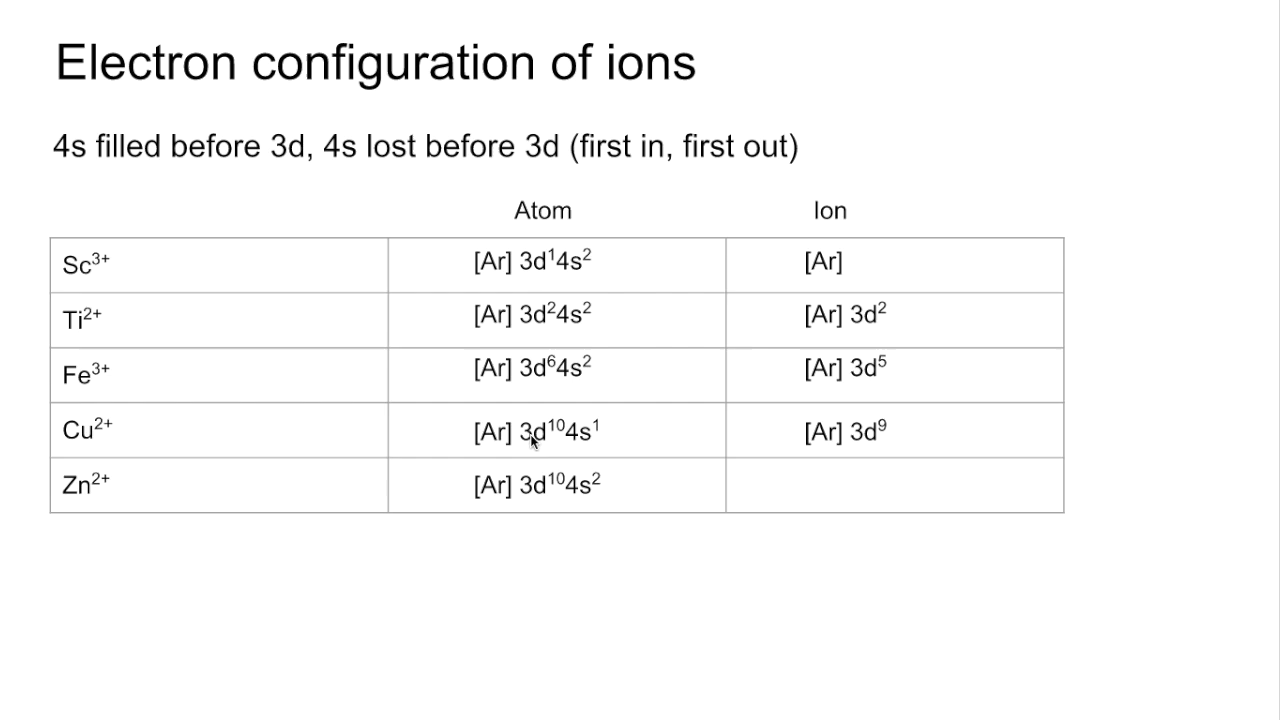 Electron configuration of ions
4s filled before 3d, 4s lost before 3d (first in, first out)
Atom Ion
Sc³⁺ [Ar] 3d¹4s² [Ar]
Ti²⁺ [Ar] 3d²4s² [Ar] 3d²
Fe³⁺ [Ar] 3d⁶4s² [Ar] 3d⁵
Cu²⁺ [Ar] 3d¹⁰4s¹ [Ar] 3d⁹
Zn²⁺ [Ar] 3d¹⁰4s²